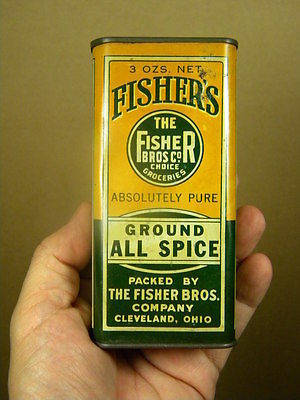 3 OZS. NET
FISHER'S
THE
FISHER
BROS Co.
CHOICE
GROCERIES
ABSOLUTELY PURE
GROUND
ALL SPICE
PACKED BY
THE FISHER BROS.
COMPANY
CLEVELAND, OHIO